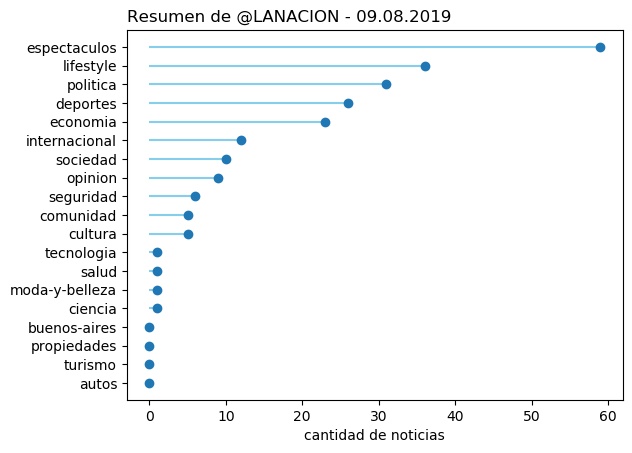 Resumen de @LANACION - 09.08.2019
espectaculos
lifestyle
politica
deportes
economia
internacional
sociedad
opinion
seguridad
comunidad
cultura
tecnologia
salud
moda-y-belleza
ciencia
buenos-aires
propiedades
turismo
autos
0 10 20 30 40 50 60
cantidad de noticias